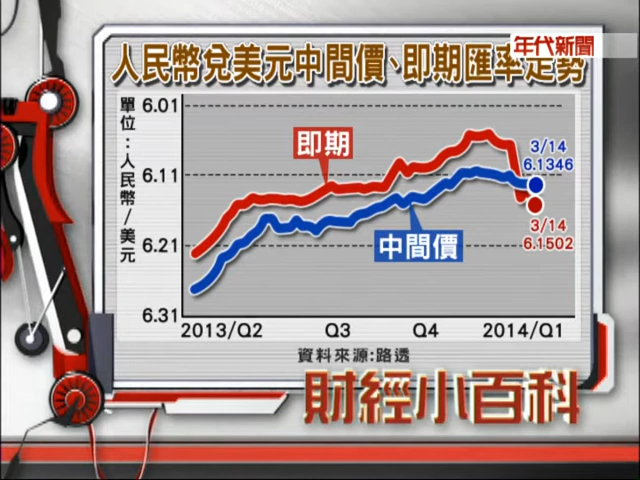 年代新聞
人民幣兌美元中間價、即期匯率走勢
單位：人民幣/美元
6.01
6.11
6.21
6.31
即期
中間價
3/14
6.1346
3/14
6.1502
2013/Q2 Q3 Q4 2014/Q1
資料來源:路透
財經小百科